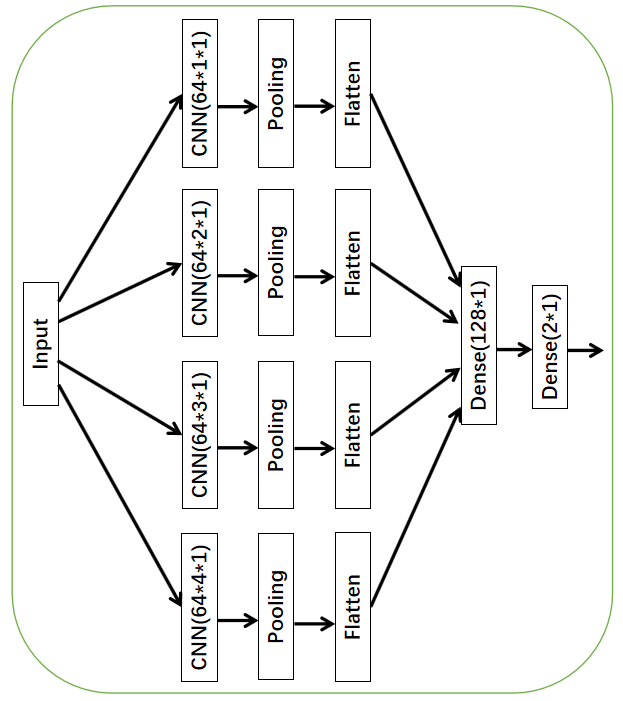 Input
CNN(64*1*1)
Pooling
Flatten
CNN(64*2*1)
Pooling
Flatten
CNN(64*3*1)
Pooling
Flatten
CNN(64*4*1)
Pooling
Flatten
Dense(128*1)
Dense(2*1)